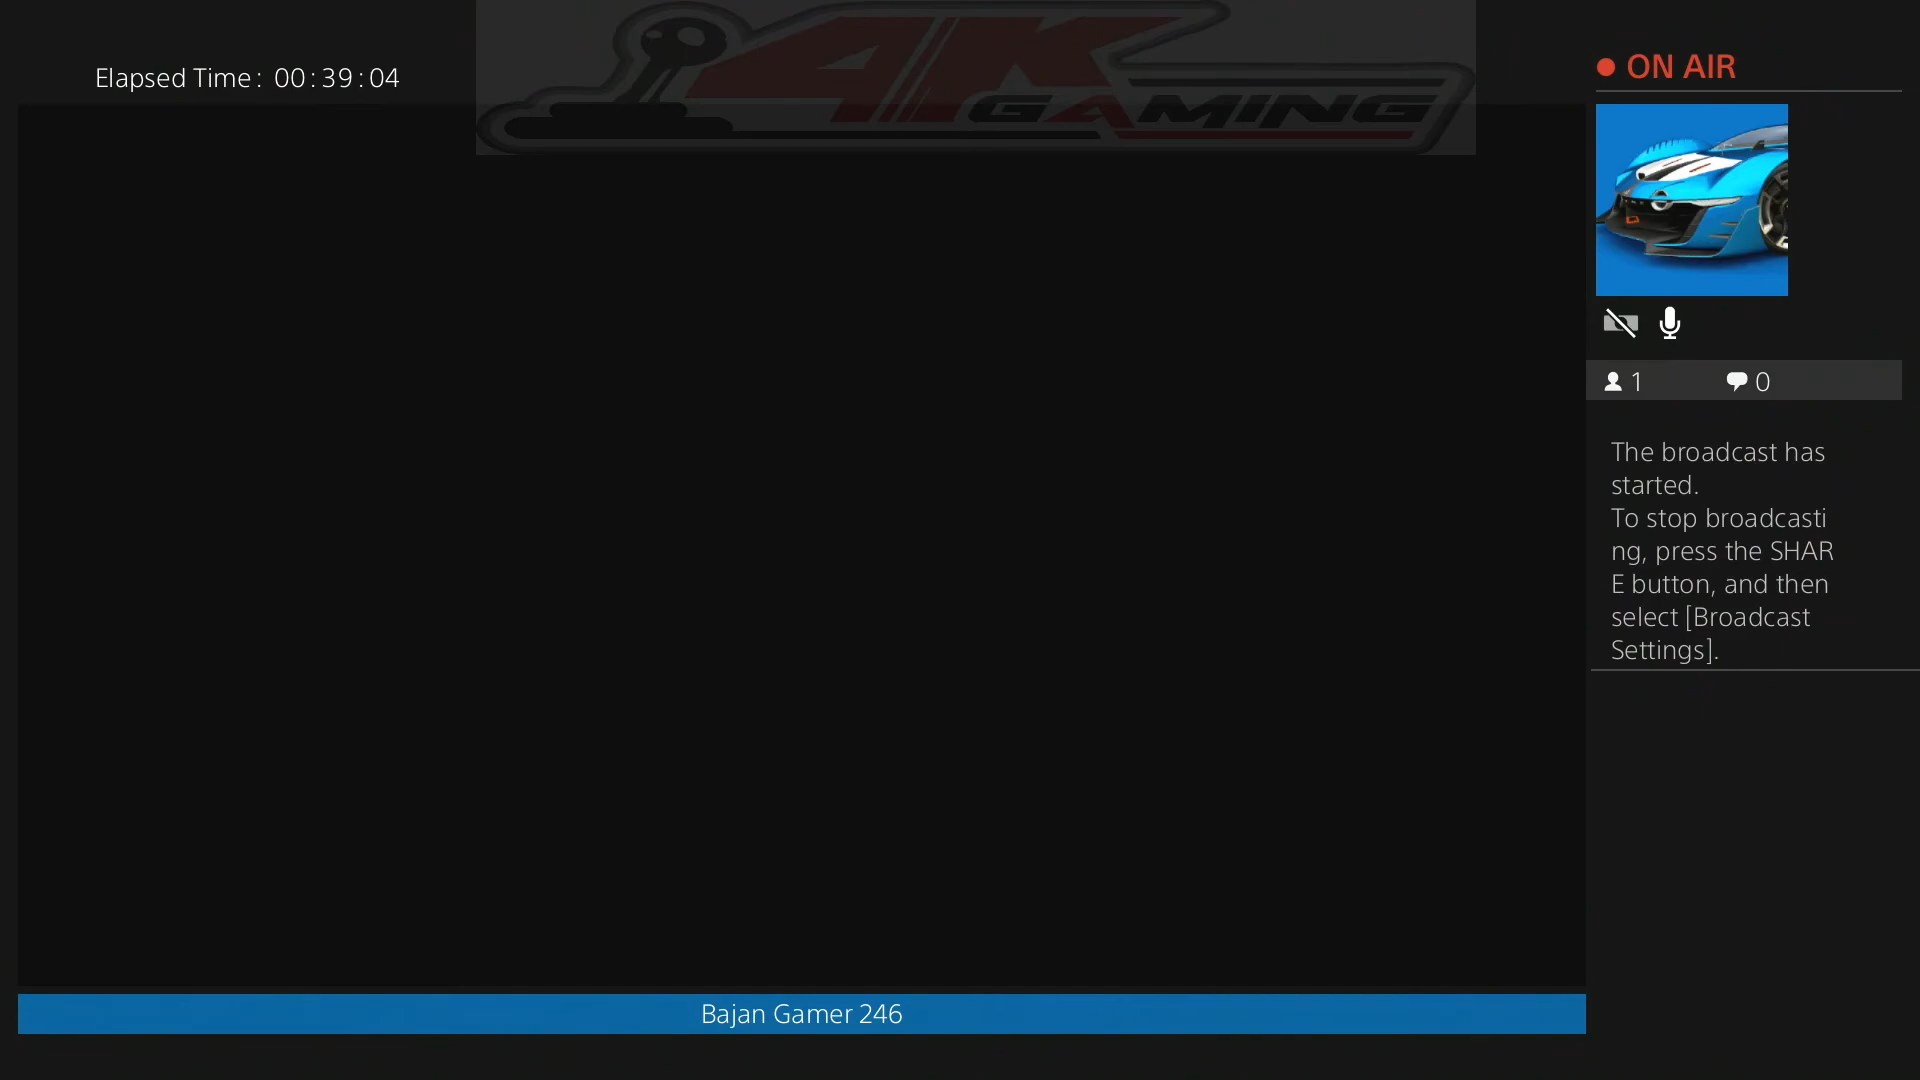 4K
GAMING
Elapsed Time: 00:39:04
ON AIR
1 0
The broadcast has
started.
To stop broadcasti
ng, press the SHAR
E button, and then
select [Broadcast
Settings].
Bajan Gamer 246